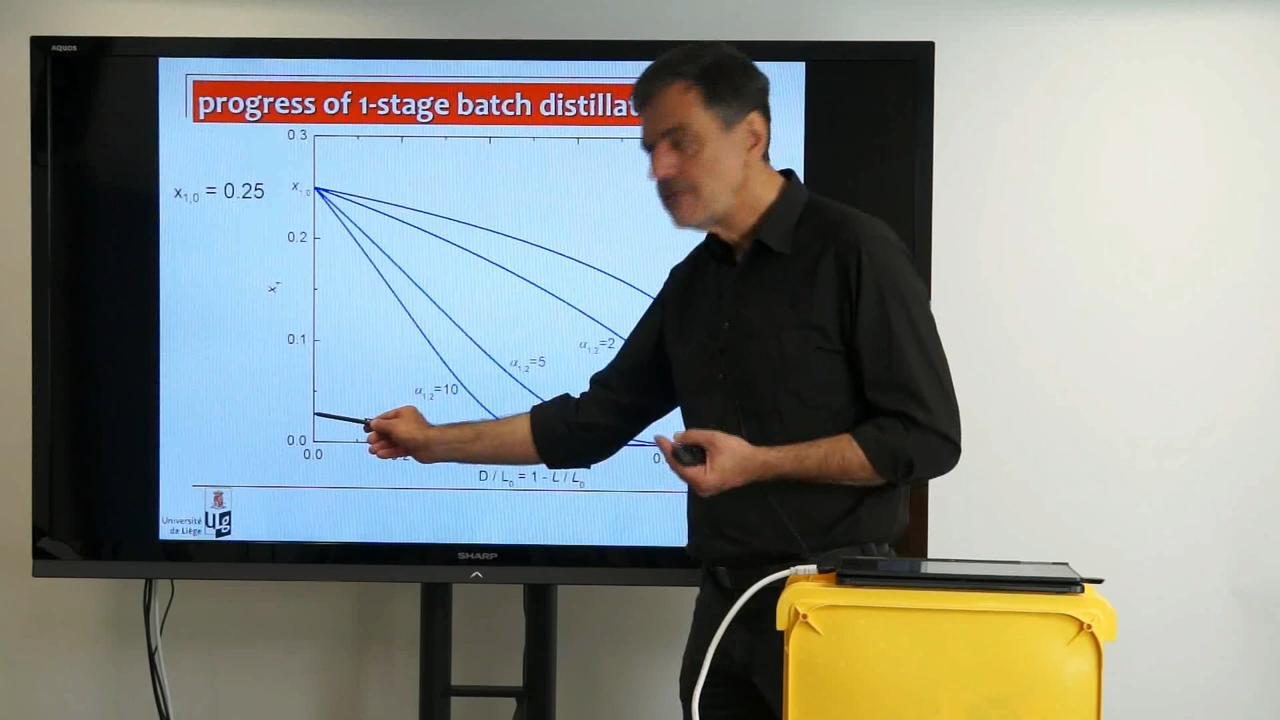 AQUOS
progress of 1-stage batch distillat
0.3
x1,0 = 0.25
x1,0
0.2
x1
0.1
α1,2=2
α1,2=5
α1,2=10
0.0
0.0
D / L0 = 1 - L / L0
Université
de Liège
ULg
SHARP